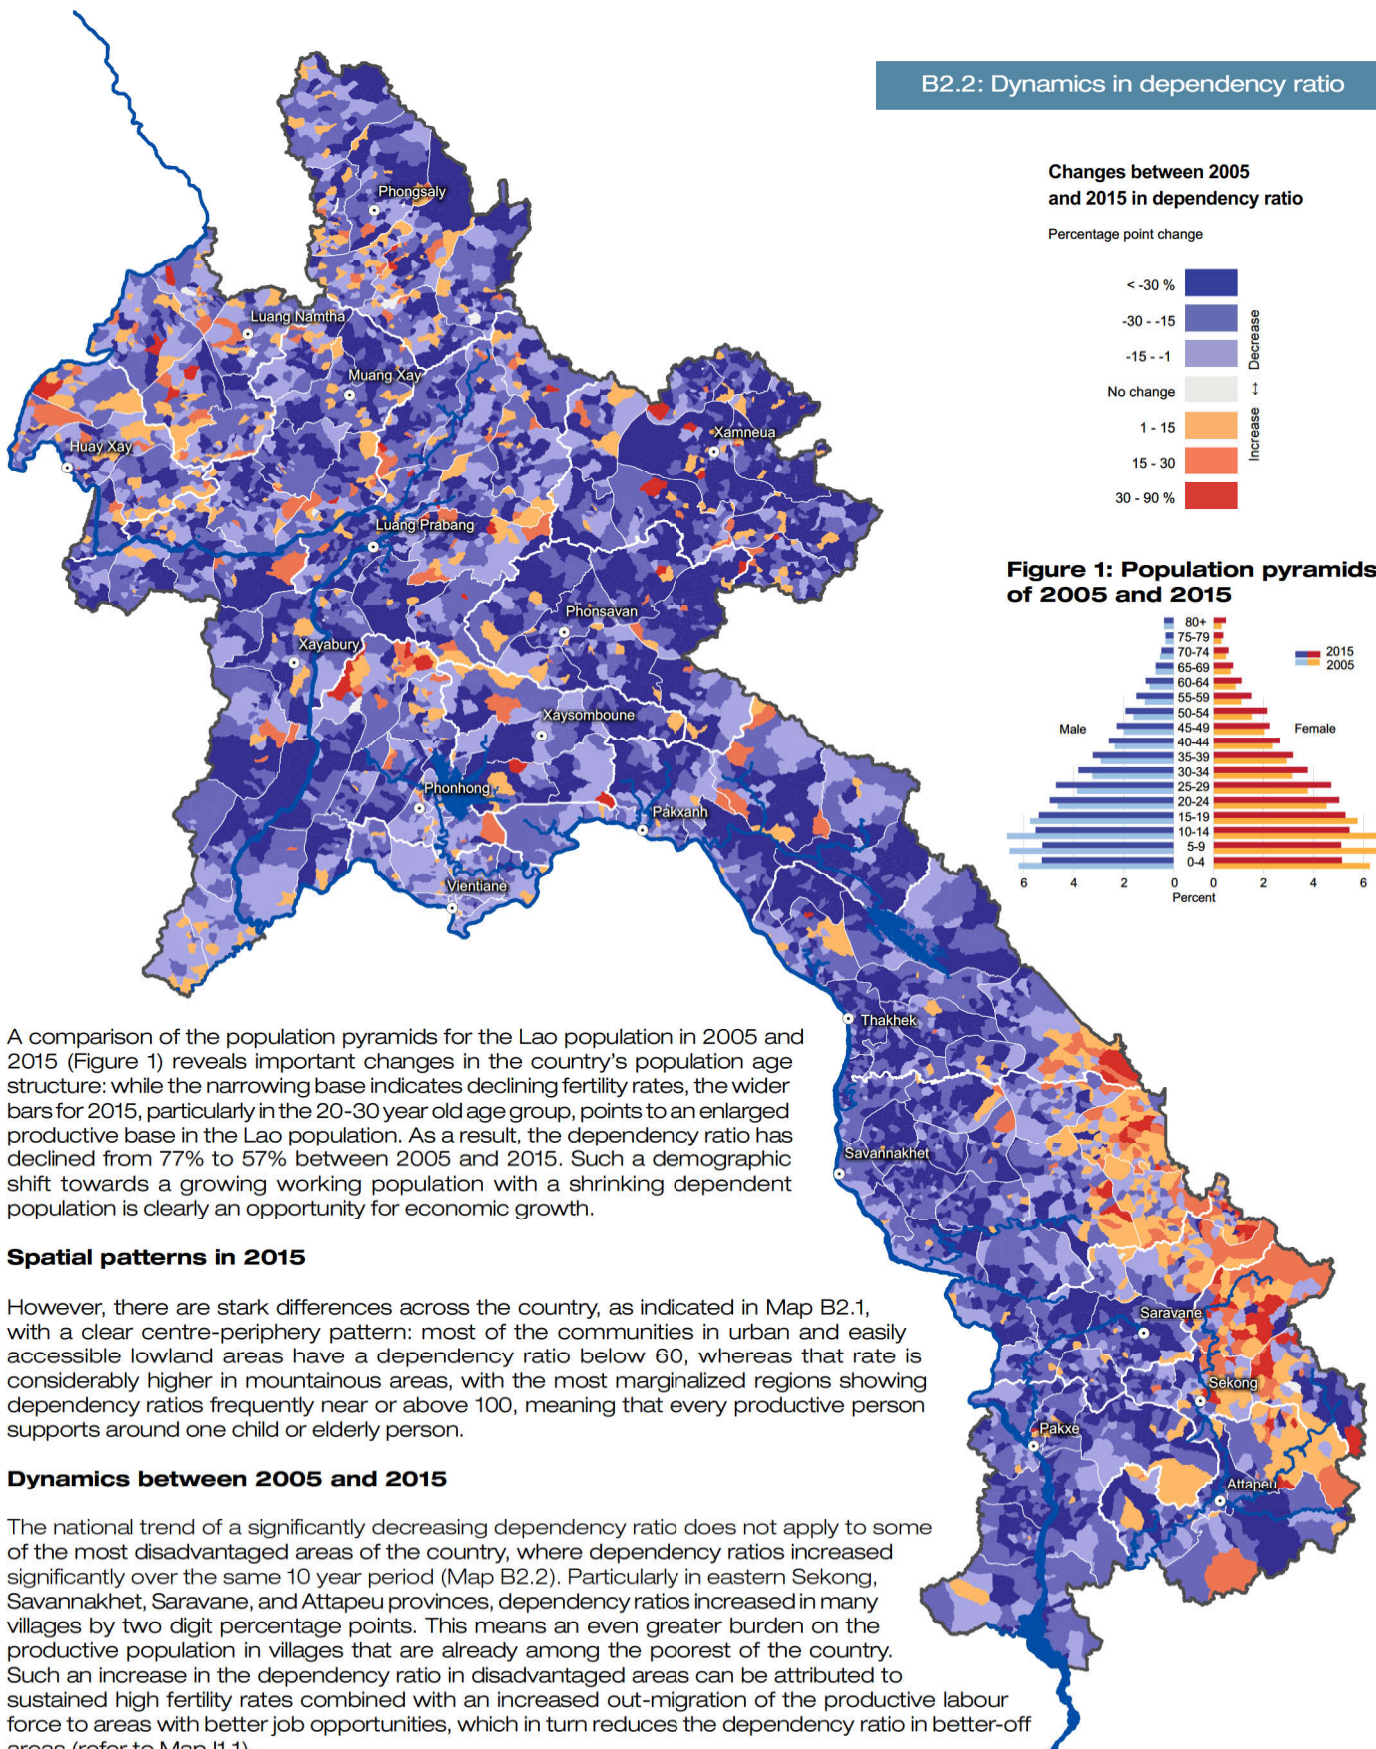 B2.2: Dynamics in dependency ratio
Changes between 2005
and 2015 in dependency ratio
Percentage point change
< -30 %
-30 - -15
-15 - -1
No change
1 - 15
15 - 30
30 - 90 %
Increase ↔ Decrease
Phongsaly
Luang Namtha
Muang Xay
Huay Xay
Xamneua
Luang Prabang
Phonsavan
Xayabury
Xaysomboune
Phonhong
Pakxanh
Vientiane
Thakhek
Savannakhet
Saravane
Sekong
Pakxe
Attapeu
Figure 1: Population pyramids
of 2005 and 2015
80+
75-79
70-74
65-69
60-64
55-59
50-54
45-49
40-44
35-39
30-34
25-29
20-24
15-19
10-14
5-9
0-4
2015
2005
Male
Female
6 4 2 0 0 2 4 6
Percent
A comparison of the population pyramids for the Lao population in 2005 and
2015 (Figure 1) reveals important changes in the country's population age
structure: while the narrowing base indicates declining fertility rates, the wider
bars for 2015, particularly in the 20-30 year old age group, points to an enlarged
productive base in the Lao population. As a result, the dependency ratio has
declined from 77% to 57% between 2005 and 2015. Such a demographic
shift towards a growing working population with a shrinking dependent
population is clearly an opportunity for economic growth.
Spatial patterns in 2015
However, there are stark differences across the country, as indicated in Map B2.1,
with a clear centre-periphery pattern: most of the communities in urban and easily
accessible lowland areas have a dependency ratio below 60, whereas that rate is
considerably higher in mountainous areas, with the most marginalized regions showing
dependency ratios frequently near or above 100, meaning that every productive person
supports around one child or elderly person.
Dynamics between 2005 and 2015
The national trend of a significantly decreasing dependency ratio does not apply to some
of the most disadvantaged areas of the country, where dependency ratios increased
significantly over the same 10 year period (Map B2.2). Particularly in eastern Sekong,
Savannakhet, Saravane, and Attapeu provinces, dependency ratios increased in many
villages by two digit percentage points. This means an even greater burden on the
productive population in villages that are already among the poorest of the country.
Such an increase in the dependency ratio in disadvantaged areas can be attributed to
sustained high fertility rates combined with an increased out-migration of the productive labour
force to areas with better job opportunities, which in turn reduces the dependency ratio in better-off
areas (refer to Map I1.1)